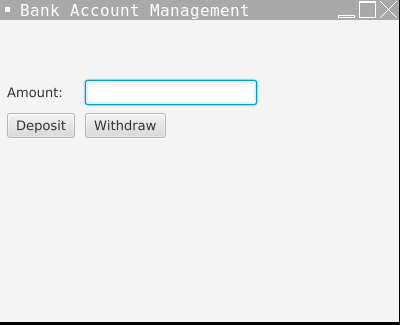 Bank Account Management
Amount:
Deposit Withdraw